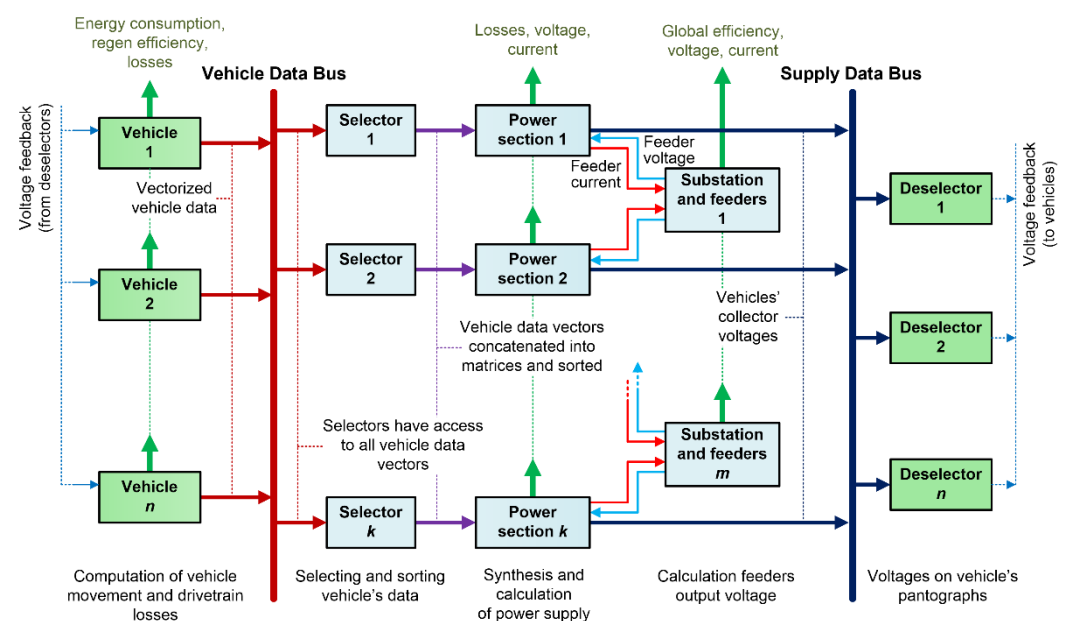 Energy consumption,
regen efficiency,
losses
Losses, voltage,
current
Global efficiency,
voltage, current
Vehicle Data Bus
Supply Data Bus
Voltage feedback
(from deselectors)
Vehicle
1
Selector
1
Power
section 1
Feeder
voltage
Feeder
current
Substation
and feeders
1
Deselector
1
Voltage feedback
(to vehicles)
Vectorized
vehicle data
Vehicle
2
Selector
2
Power
section 2
Vehicles’
collector
voltages
Deselector
2
Vehicle data vectors
concatenated into
matrices and sorted
Selectors have access
to all vehicle data
vectors
Substation
and feeders
m
Vehicle
n
Selector
k
Power
section k
Deselector
n
Computation of vehicle
movement and drivetrain
losses
Selecting and sorting
vehicle’s data
Synthesis and
calculation
of power supply
Calculation feeders
output voltage
Voltages on vehicle’s
pantographs